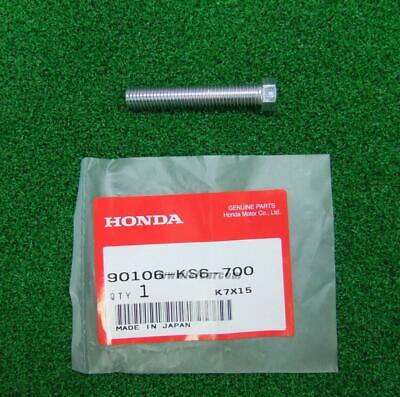 GENUINE PARTS
Honda Motor Co., Ltd.
HONDA
90106-KS6-700
QTY 1 K7X15
MADE IN JAPAN